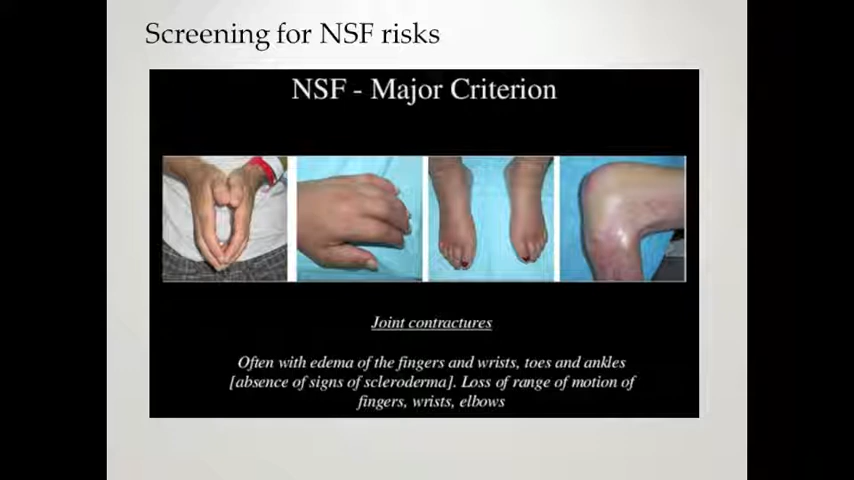 Screening for NSF risks
NSF - Major Criterion
Joint contractures
Often with edema of the fingers and wrists, toes and ankles
[absence of signs of scleroderma]. Loss of range of motion of
fingers, wrists, elbows